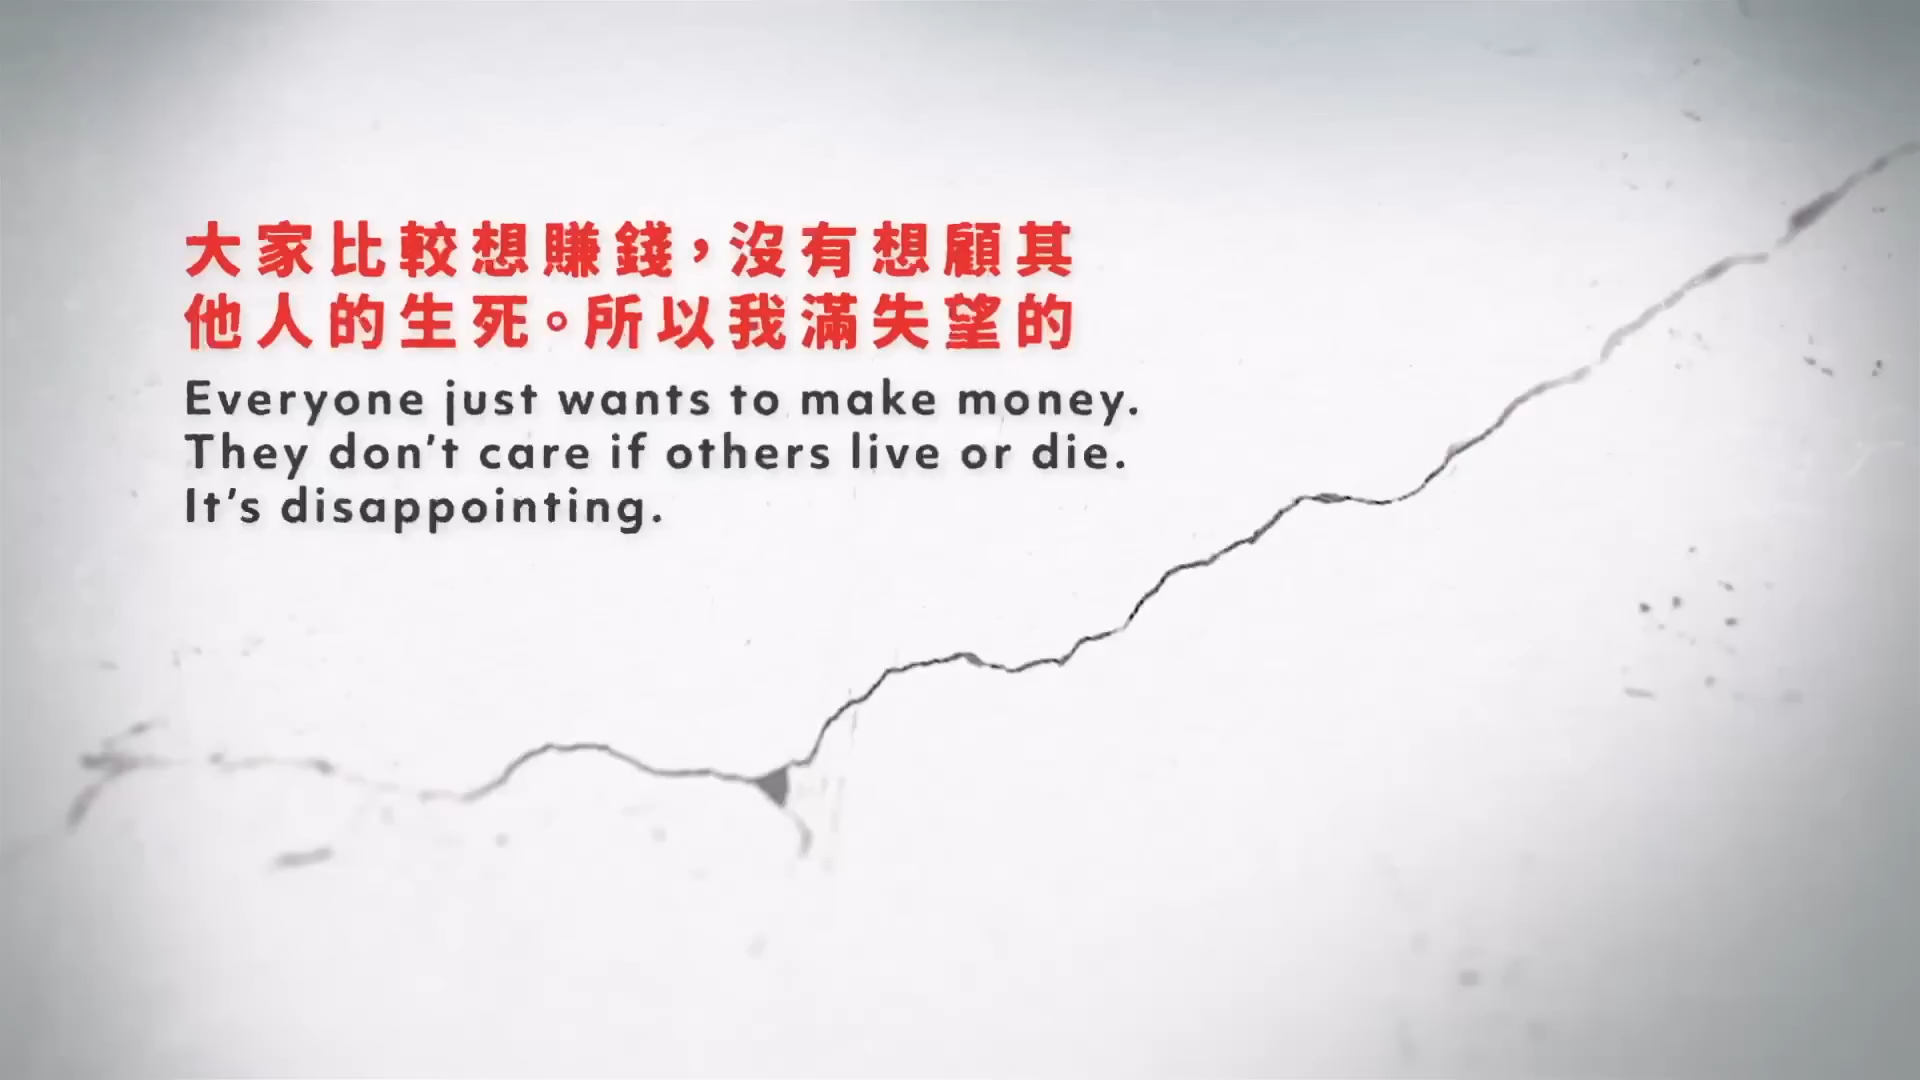 大家比較想賺錢，沒有想顧其
他人的生死。所以我滿失望的
Everyone just wants to make money.
They don't care if others live or die.
It's disappointing.